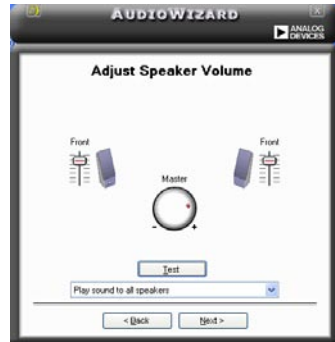 AUDIOWIZARD
ANALOG
DEVICES
Adjust Speaker Volume
Front
Front
Master
- +
Test
Play sound to all speakers
< Back
Next >